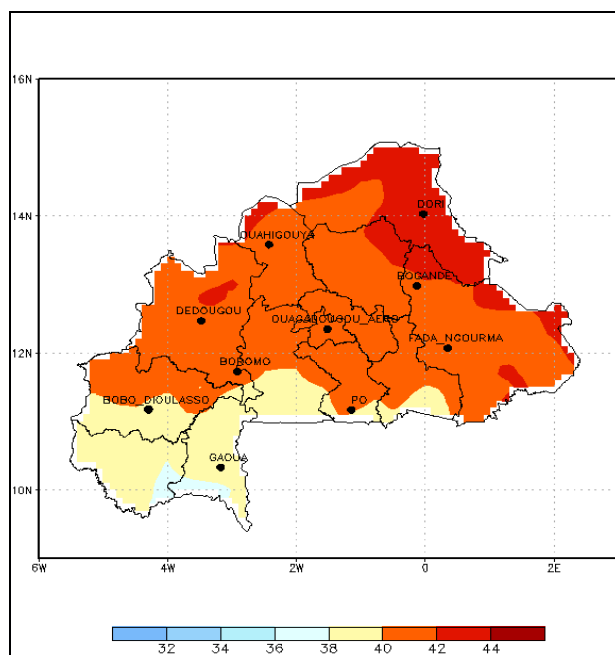 16N
DORI
14N
OUAHIGOUYA
BOGANDE
DEDOUGOU
OUAGADOUGOU_AERO
FADA_NGOURMA
12N
BOROMO
BOBO_DIOULASSO
PO
GAOUA
10N
6W 4W 2W 0 2E
32 34 36 38 40 42 44